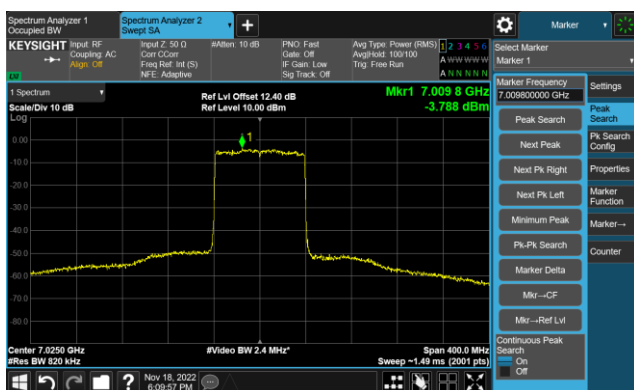 Spectrum Analyzer 1
Occupied BW
Spectrum Analyzer 2
Swept SA
Marker
KEYSIGHT
Input: RF
Coupling: AC
Align: Off
Input Z: 50 Ω
Corr CCorr
Freq Ref: Int (S)
NFE: Adaptive
#Atten: 10 dB
PNO: Fast
Gate: Off
IF Gain: Low
Sig Track: Off
Avg Type: Power (RMS)
Avg|Hold: 100/100
Trig: Free Run
1 2 3 4 5 6
A W W W W W
A N N N N N
Select Marker
Marker 1
1 Spectrum
Scale/Div 10 dB
Log
Ref Lvl Offset 12.40 dB
Ref Level 10.00 dBm
Mkr1 7.009 8 GHz
-3.788 dBm
1
0.00
-10.0
-20.0
-30.0
-40.0
-50.0
-60.0
-70.0
-80.0
Center 7.0250 GHz
#Res BW 820 kHz
#Video BW 2.4 MHz*
Span 400.0 MHz
Sweep ~1.49 ms (2001 pts)
Marker Frequency
7.009800000 GHz
Peak Search
Next Peak
Next Pk Right
Next Pk Left
Minimum Peak
Pk-Pk Search
Marker Delta
Mkr→CF
Mkr→Ref Lvl
Continuous Peak
Search
On
Off
Settings
Peak
Search
Pk Search
Config
Properties
Marker
Function
Marker→
Counter
?
Nov 18, 2022
6:09:57 PM